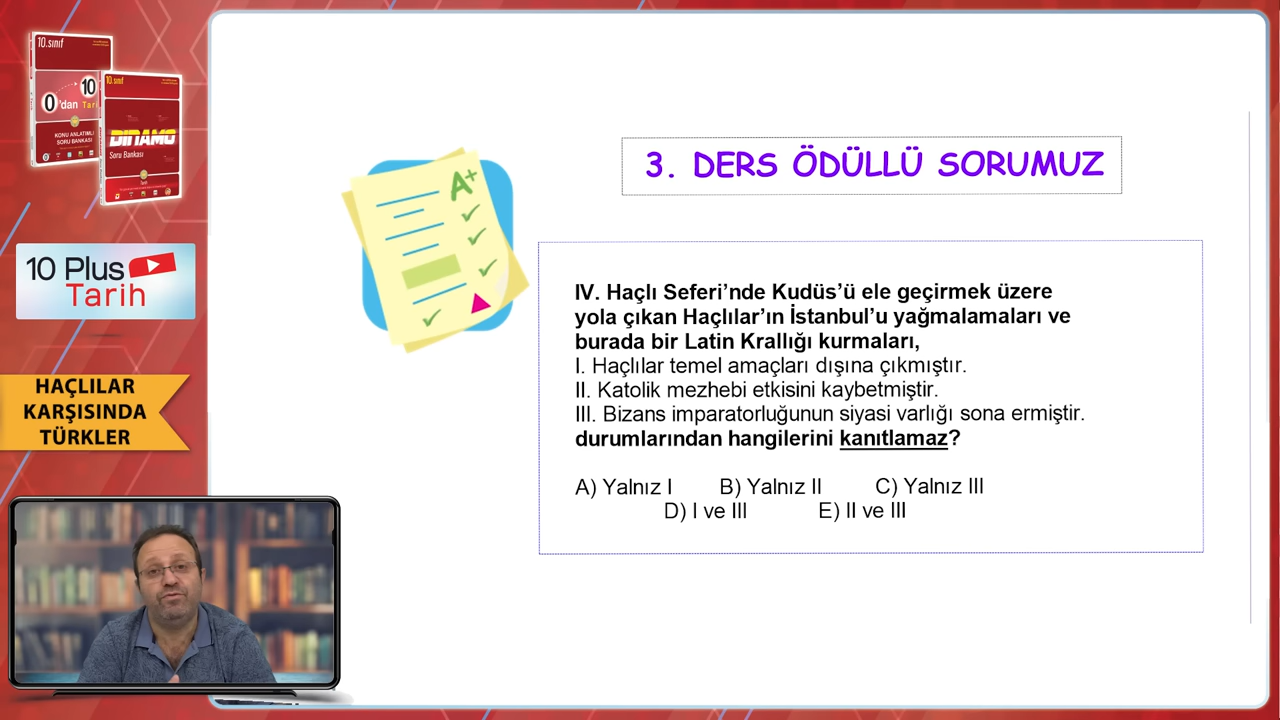 10.sınıf
0'dan 10 Tarih
KONU ANLATIMLI
SORU BANKASI
10.sınıf
DINAMO
Soru Bankası
Tarih
10 Plus
Tarih
HAÇLILAR
KARŞISINDA
TÜRKLER
A+
3. DERS ÖDÜLLÜ SORUMUZ
IV. Haçlı Seferi’nde Kudüs’ü ele geçirmek üzere
yola çıkan Haçlılar’ın İstanbul’u yağmalamaları ve
burada bir Latin Krallığı kurmaları,
I. Haçlılar temel amaçları dışına çıkmıştır.
II. Katolik mezhebi etkisini kaybetmiştir.
III. Bizans imparatorluğunun siyasi varlığı sona ermiştir.
durumlarından hangilerini kanıtlamaz?
A) Yalnız I B) Yalnız II C) Yalnız III
D) I ve III E) II ve III